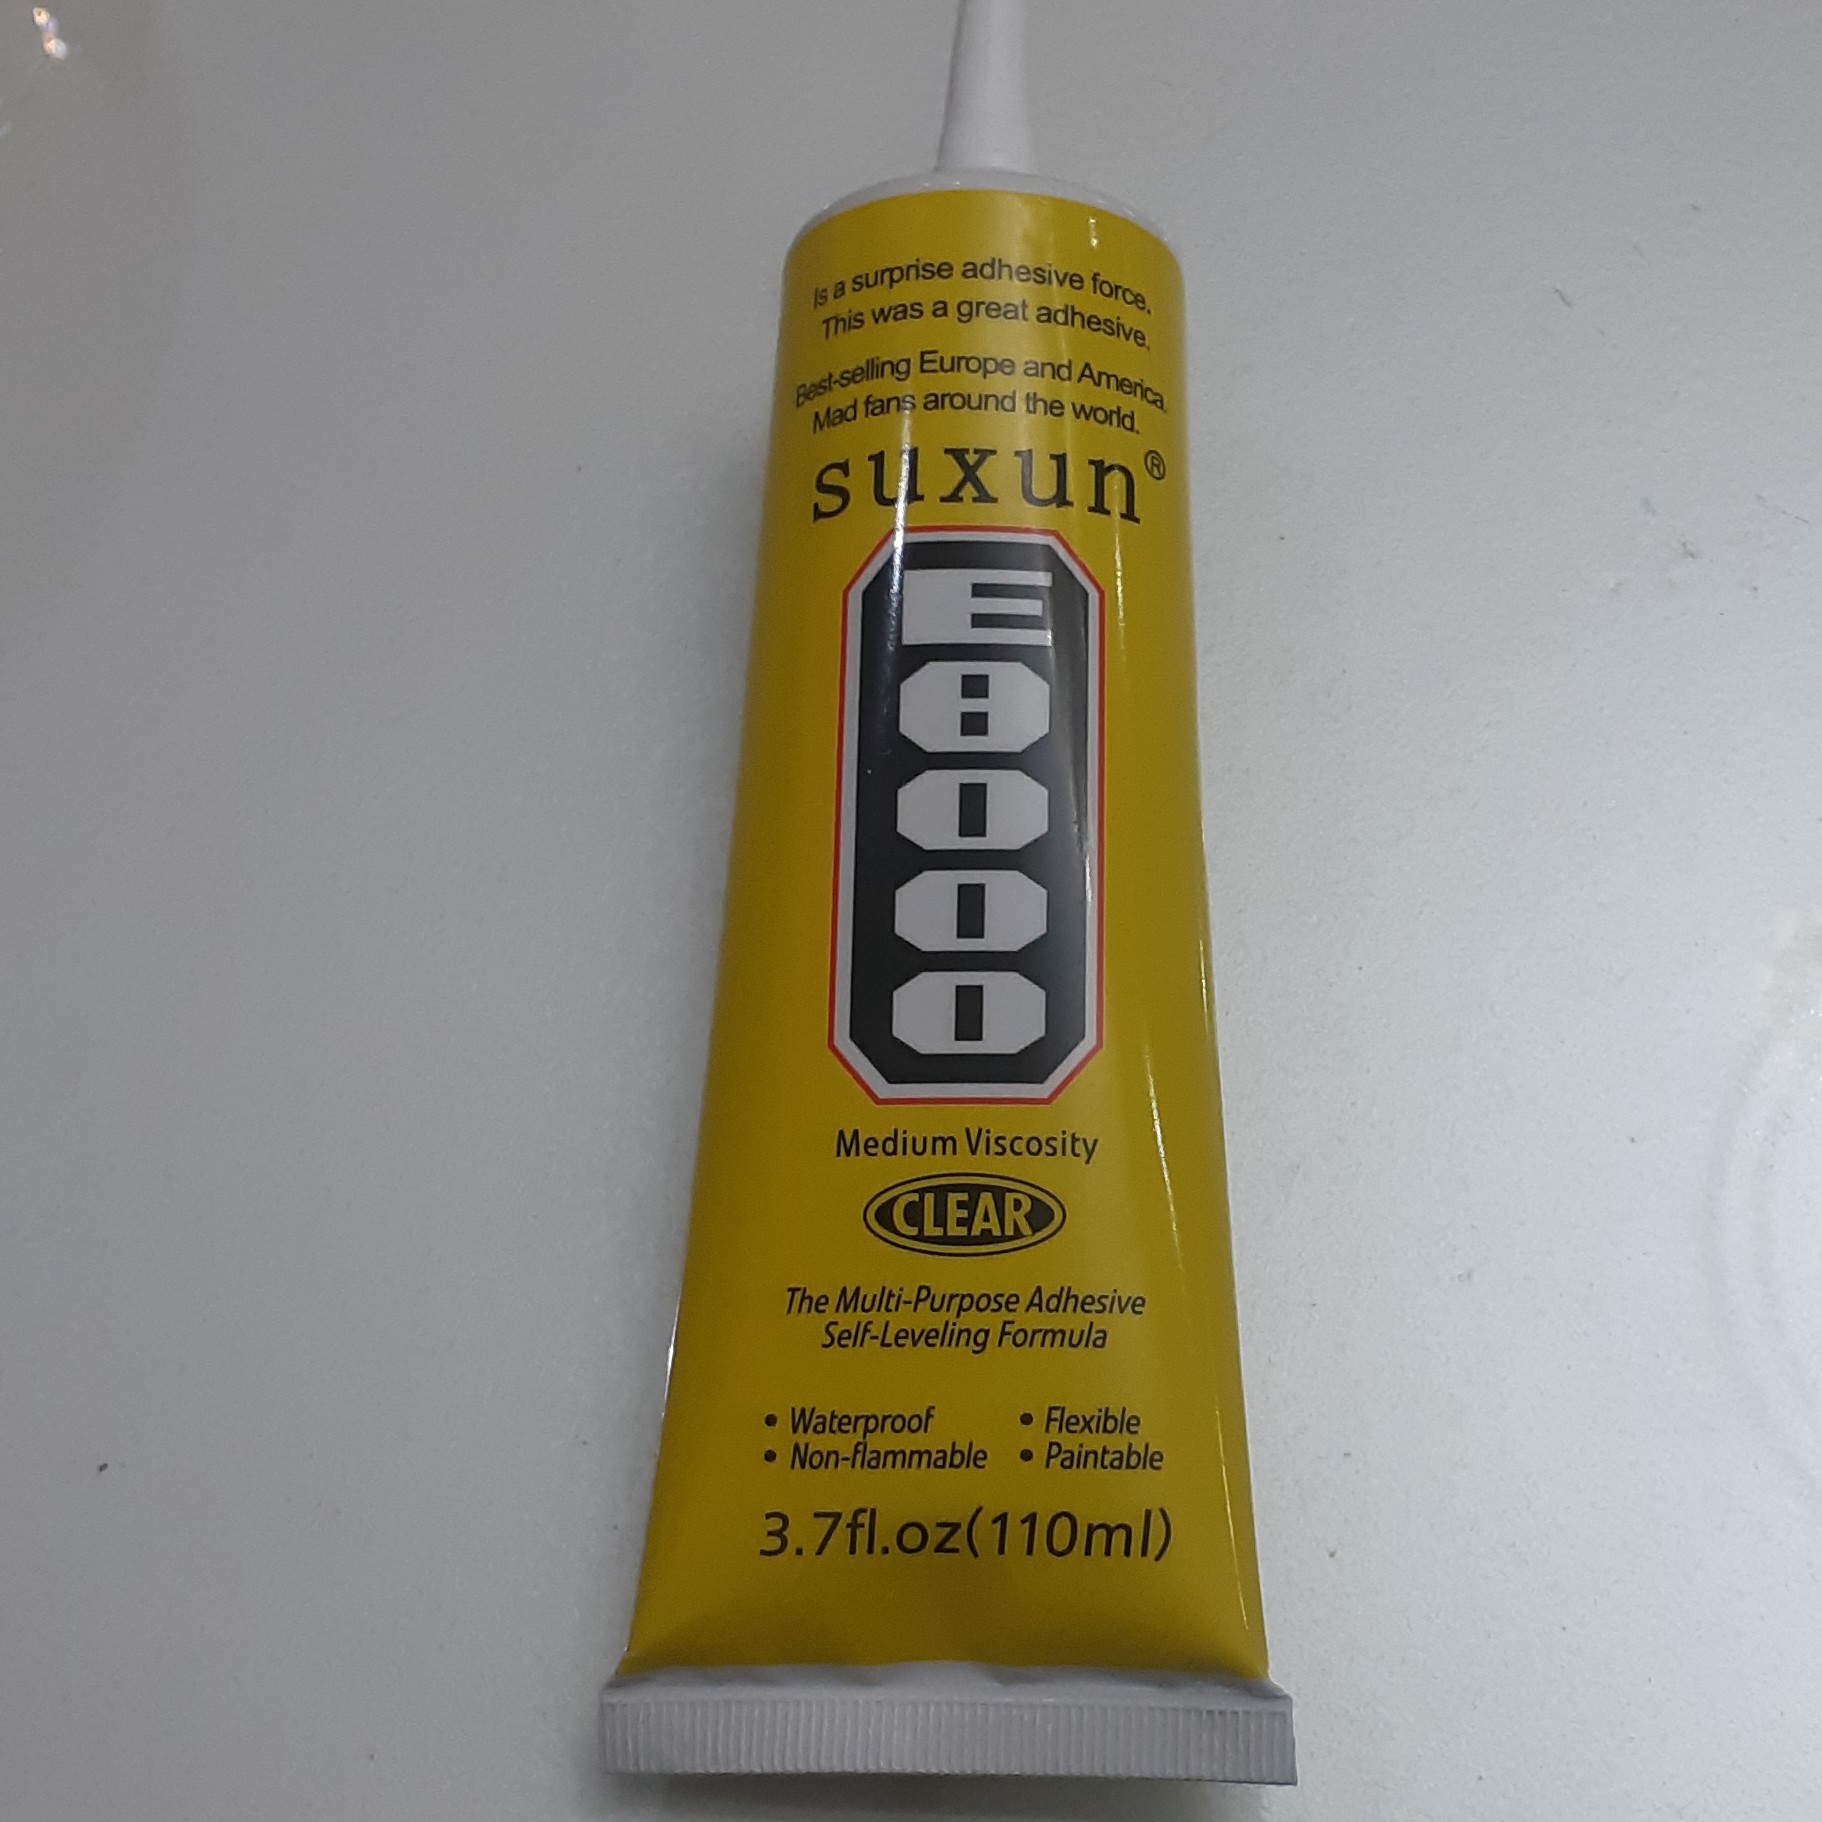 Is a surprise adhesive force.
This was a great adhesive.
Best-selling Europe and America.
Mad fans around the world.
suxun®
E8000
Medium Viscosity
CLEAR
The Multi-Purpose Adhesive
Self-Leveling Formula
• Waterproof • Flexible
• Non-flammable • Paintable
3.7fl.oz(110ml)